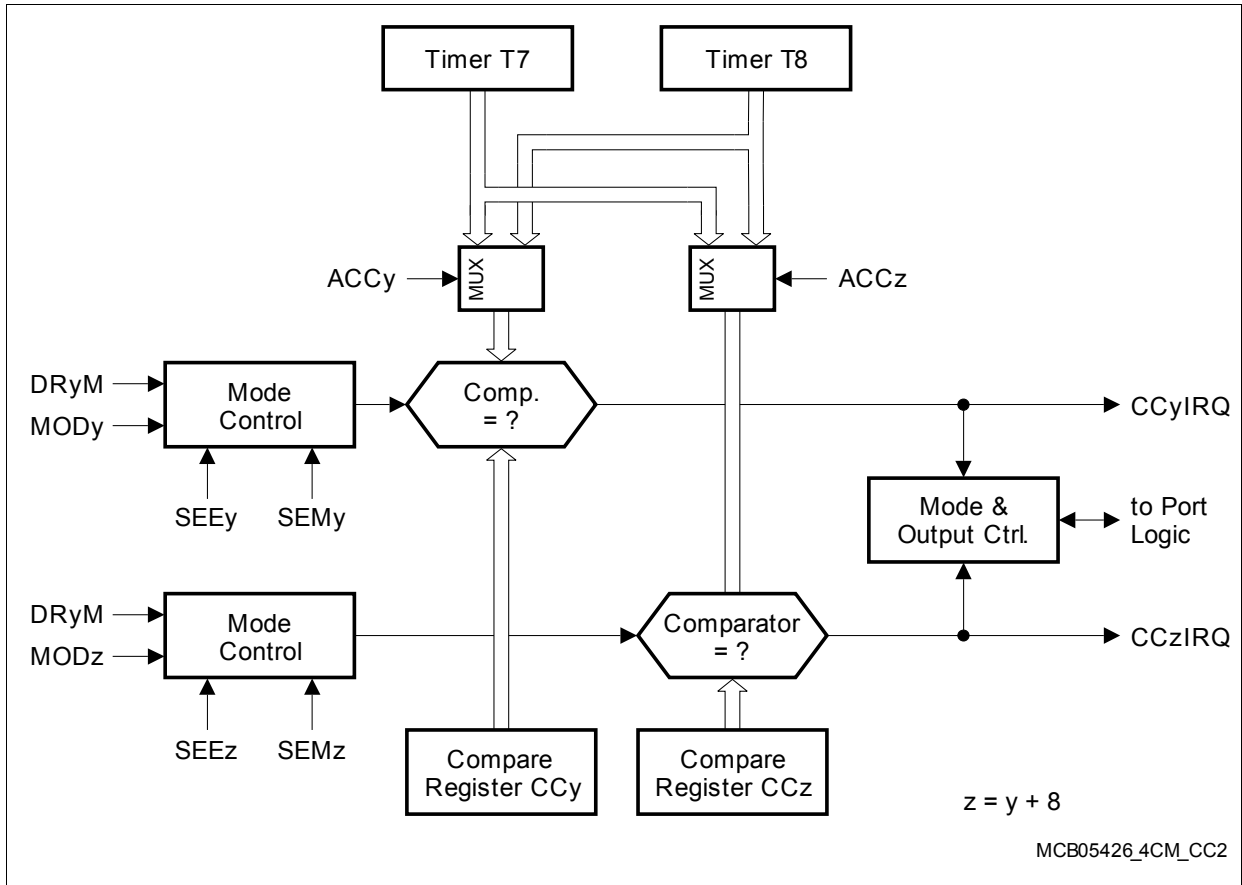 Timer T7
Timer T8
MUX
MUX
ACCy
ACCz
DRyM
MODy
Mode
Control
Comp.
= ?
CCyIRQ
SEEy
SEMy
Mode &
Output Ctrl.
to Port
Logic
DRyM
MODz
Mode
Control
Comparator
= ?
CCzIRQ
SEEz
SEMz
Compare
Register CCy
Compare
Register CCz
z = y + 8
MCB05426_4CM_CC2